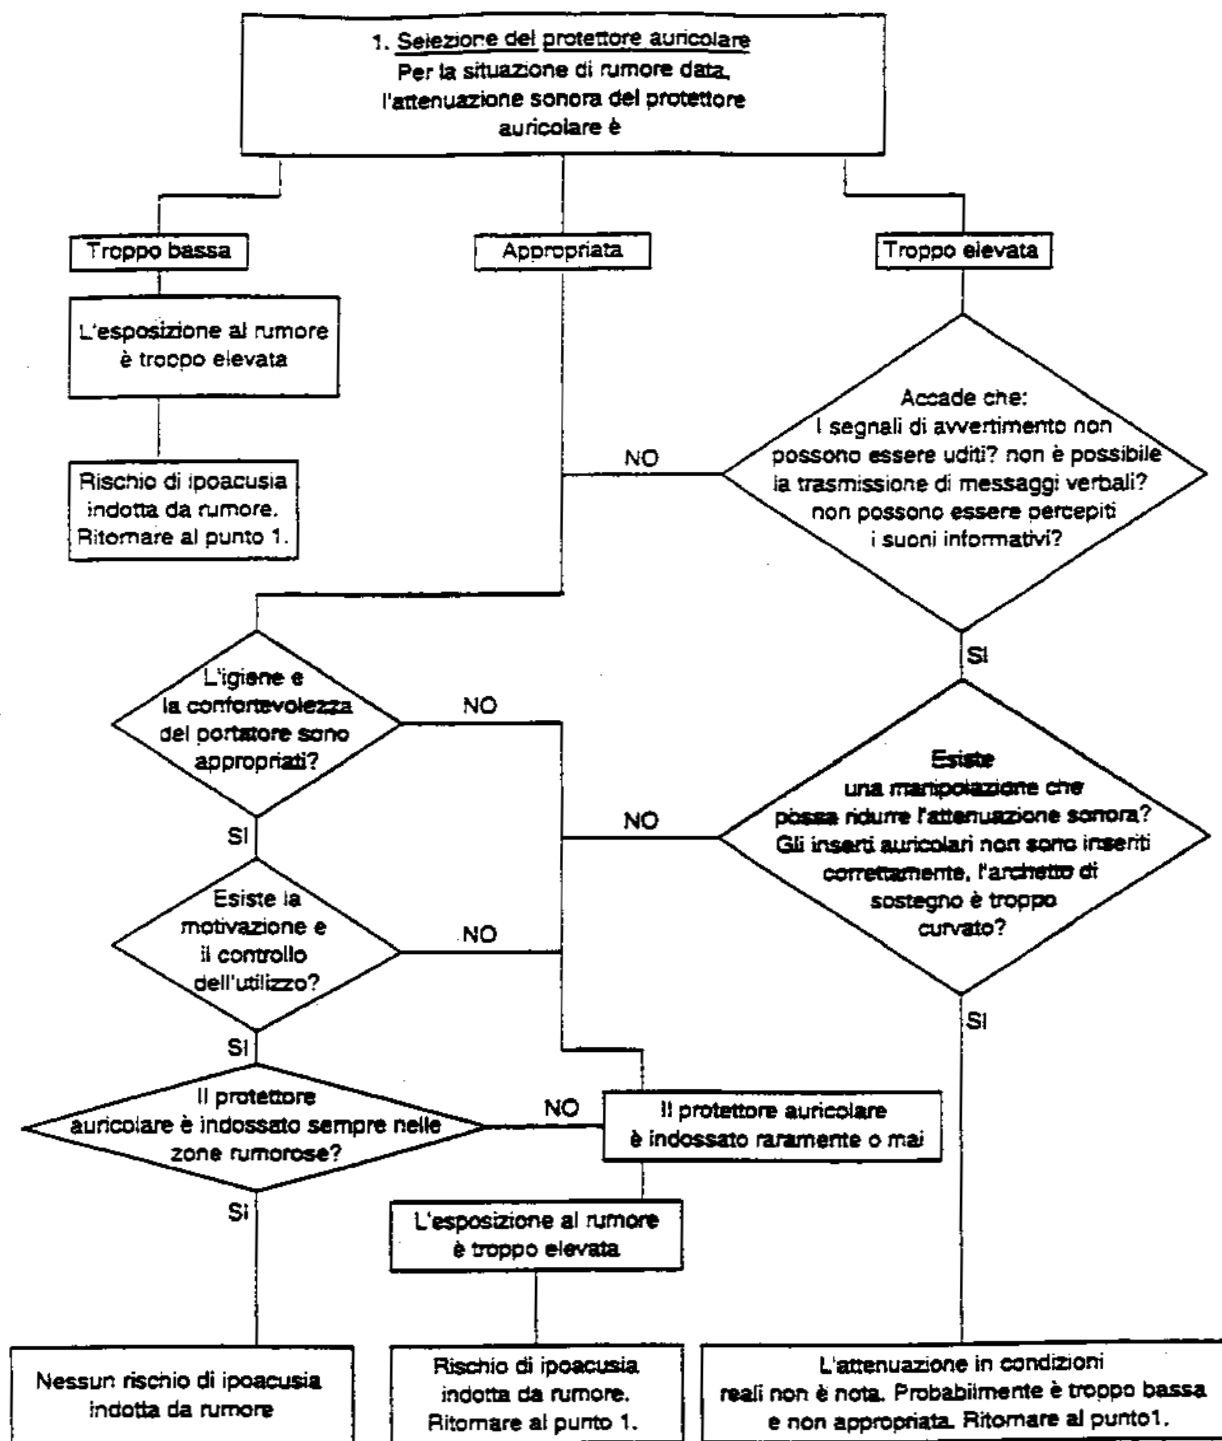 1. Selezione del protettore auricolare
Per la situazione di rumore data,
l'attenuazione sonora del protettore
auricolare è
Troppo bassa
Appropriata
Troppo elevata
L'esposizione al rumore
è troppo elevata
Rischio di ipoacusia
indotta da rumore.
Ritornare al punto 1.
Accade che:
I segnali di avvertimento non
possono essere uditi? non è possibile
la trasmissione di messaggi verbali?
non possono essere percepiti
i suoni informativi?
NO
SI
L'igiene e
la confortevolezza
del portatore sono
appropriati?
NO
SI
Esiste
una manipolazione che
possa ridurre l'attenuazione sonora?
Gli inserti auricolari non sono inseriti
correttamente, l'archetto di
sostegno è troppo
curvato?
NO
SI
Esiste la
motivazione e
il controllo
dell'utilizzo?
NO
SI
Il protettore
auricolare è indossato sempre nelle
zone rumorose?
NO
SI
Il protettore auricolare
è indossato raramente o mai
L'esposizione al rumore
è troppo elevata
Nessun rischio di ipoacusia
indotta da rumore
Rischio di ipoacusia
indotta da rumore.
Ritornare al punto 1.
L'attenuazione in condizioni
reali non è nota. Probabilmente è troppo bassa
e non appropriata. Ritornare al punto1.